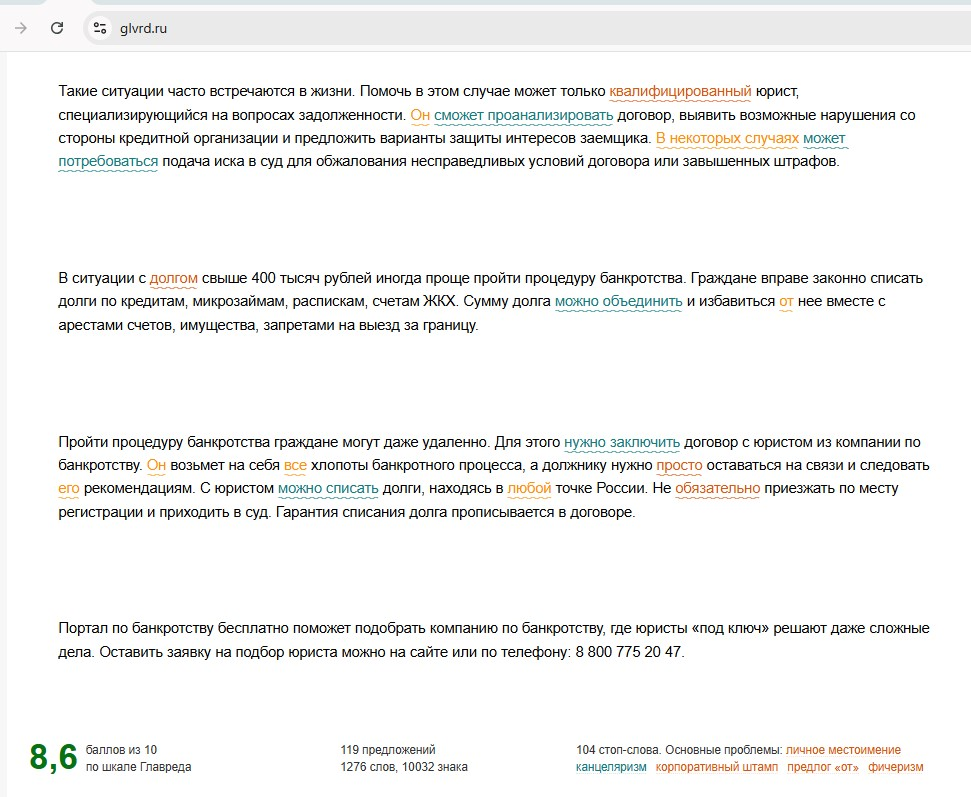 glvrd.ru
Такие ситуации часто встречаются в жизни. Помочь в этом случае может только квалифицированный юрист,
специализирующийся на вопросах задолженности. Он сможет проанализировать договор, выявить возможные нарушения со
стороны кредитной организации и предложить варианты защиты интересов заемщика. В некоторых случаях может
потребоваться подача иска в суд для обжалования несправедливых условий договора или завышенных штрафов.
В ситуации с долгом свыше 400 тысяч рублей иногда проще пройти процедуру банкротства. Граждане вправе законно списать
долги по кредитам, микрозаймам, распискам, счетам ЖКХ. Сумму долга можно объединить и избавиться от нее вместе с
арестами счетов, имущества, запретами на выезд за границу.
Пройти процедуру банкротства граждане могут даже удаленно. Для этого нужно заключить договор с юристом из компании по
банкротству. Он возьмет на себя все хлопоты банкротного процесса, а должнику нужно просто оставаться на связи и следовать
его рекомендациям. С юристом можно списать долги, находясь в любой точке России. Не обязательно приезжать по месту
регистрации и приходить в суд. Гарантия списания долга прописывается в договоре.
Портал по банкротству бесплатно поможет подобрать компанию по банкротству, где юристы «под ключ» решают даже сложные
дела. Оставить заявку на подбор юриста можно на сайте или по телефону: 8 800 775 20 47.
8,6 баллов из 10
по шкале Главреда
119 предложений
1276 слов, 10032 знака
104 стоп-слова. Основные проблемы: личное местоимение
канцеляризм корпоративный штамп предлог «от» фичеризм